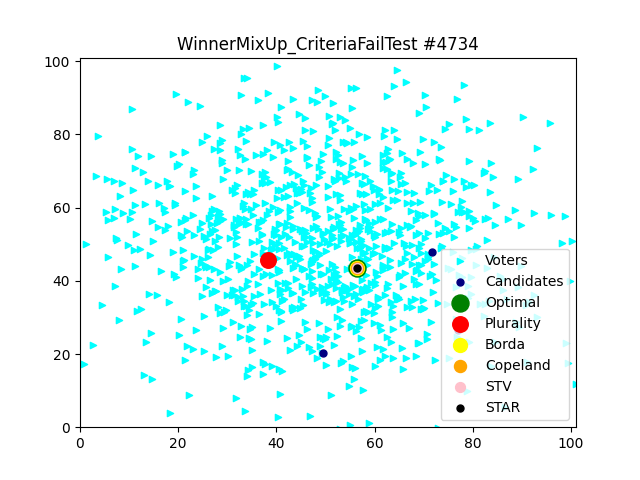 WinnerMixUp_CriteriaFailTest #4734
100
80
60
40
20
0
0 20 40 60 80 100
Voters
Candidates
Optimal
Plurality
Borda
Copeland
STV
STAR